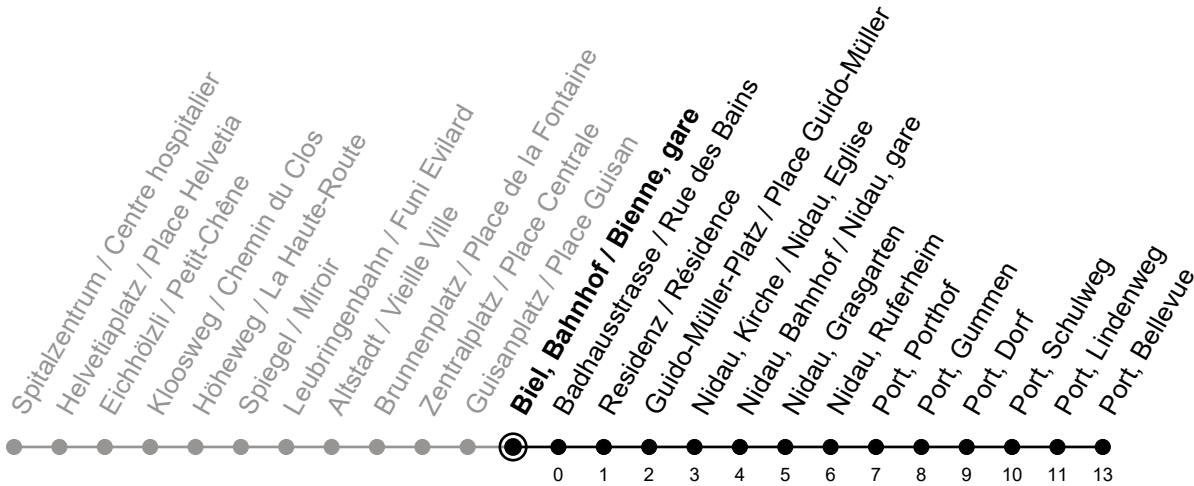 Spitalzentrum / Centre hospitalier
Helvetiaplatz / Place Helvetia
Eichhölzli / Petit-Chêne
Kloosweg / Chemin du Clos
Höheweg / La Haute-Route
Spiegel / Miroir
Leubringenbahn / Funi Evilard
Altstadt / Vieille Ville
Brunnenplatz / Place de la Fontaine
Zentralplatz / Place Centrale
Guisanplatz / Place Guisan
Biel, Bahnhof / Bienne, gare
Badhausstrasse / Rue des Bains
Residenz / Résidence
Guido-Müller-Platz / Place Guido-Müller
Nidau, Kirche / Nidau, Eglise
Nidau, Bahnhof / Nidau, gare
Nidau, Grasgarten
Nidau, Ruferheim
Port, Porthof
Port, Gummen
Port, Dorf
Port, Schulweg
Port, Lindenweg
Port, Bellevue
0 1 2 3 4 5 6 7 8 9 10 11 13